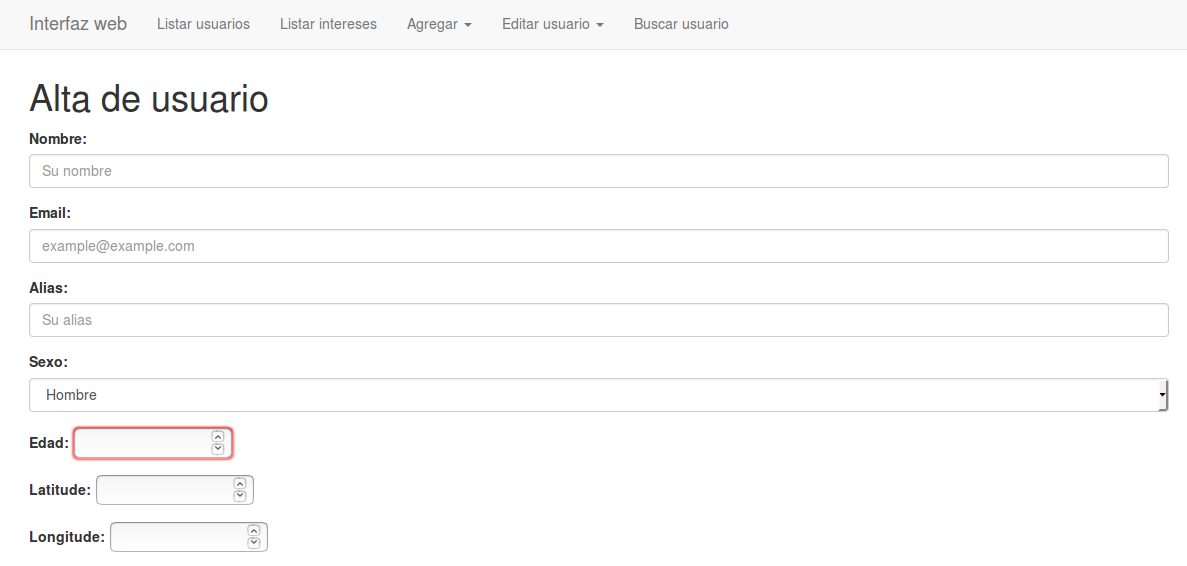 Interfaz web Listar usuarios Listar intereses Agregar Editar usuario Buscar usuario
Alta de usuario
Nombre:
Su nombre
Email:
example@example.com
Alias:
Su alias
Sexo:
Hombre
Edad:
Latitude:
Longitude: